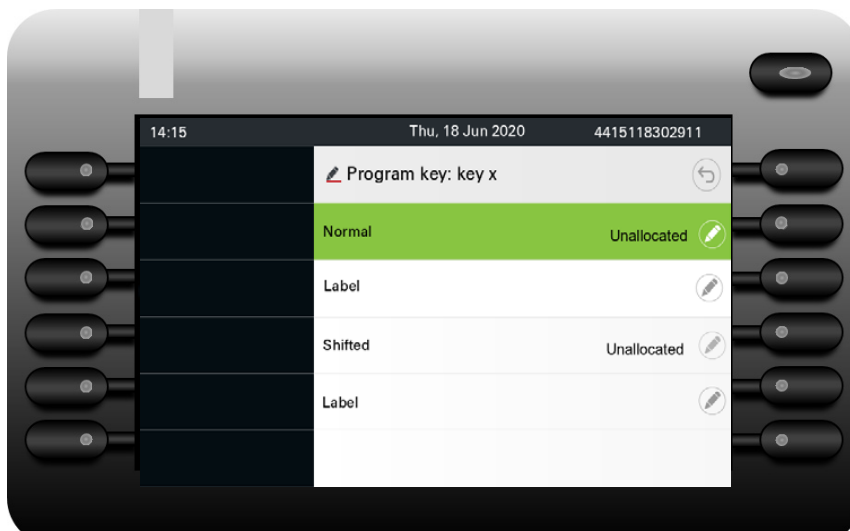 14:15 Thu, 18 Jun 2020 4415118302911
Program key: key x
Normal Unallocated
Label
Shifted Unallocated
Label